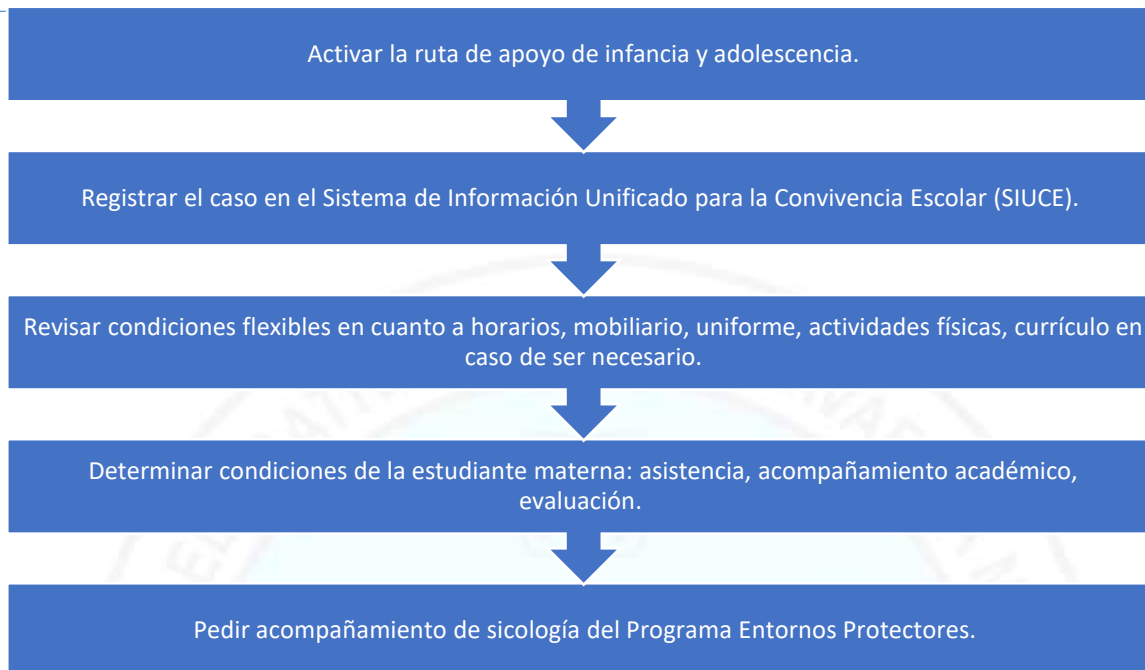 Activar la ruta de apoyo de infancia y adolescencia.
Registrar el caso en el Sistema de Información Unificado para la Convivencia Escolar (SIUCE).
Revisar condiciones flexibles en cuanto a horarios, mobiliario, uniforme, actividades físicas, currículo en
caso de ser necesario.
Determinar condiciones de la estudiante materna: asistencia, acompañamiento académico,
evaluación.
Pedir acompañamiento de sicología del Programa Entornos Protectores.